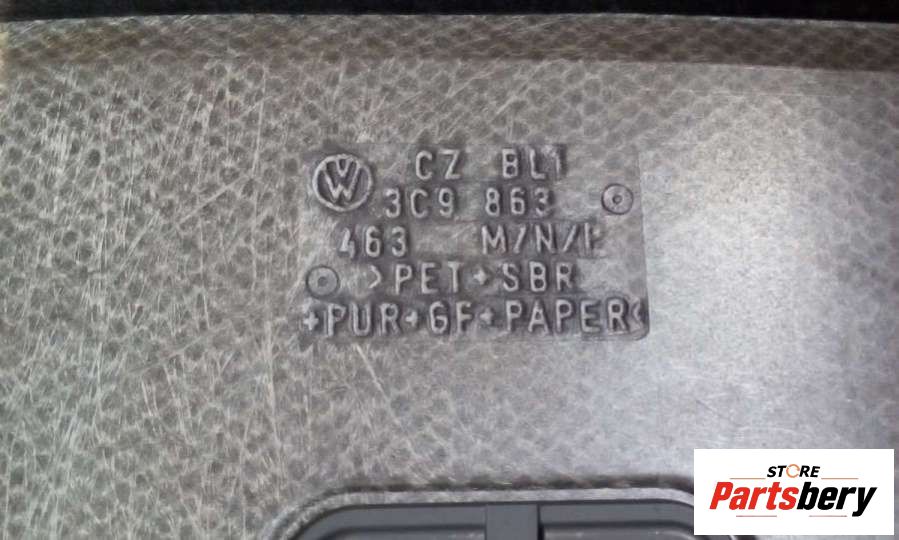 CZ BL1
3C9 863
463 M/N/
>PET+SBR
+PUR+GF+PAPER<
STORE
Partsbery